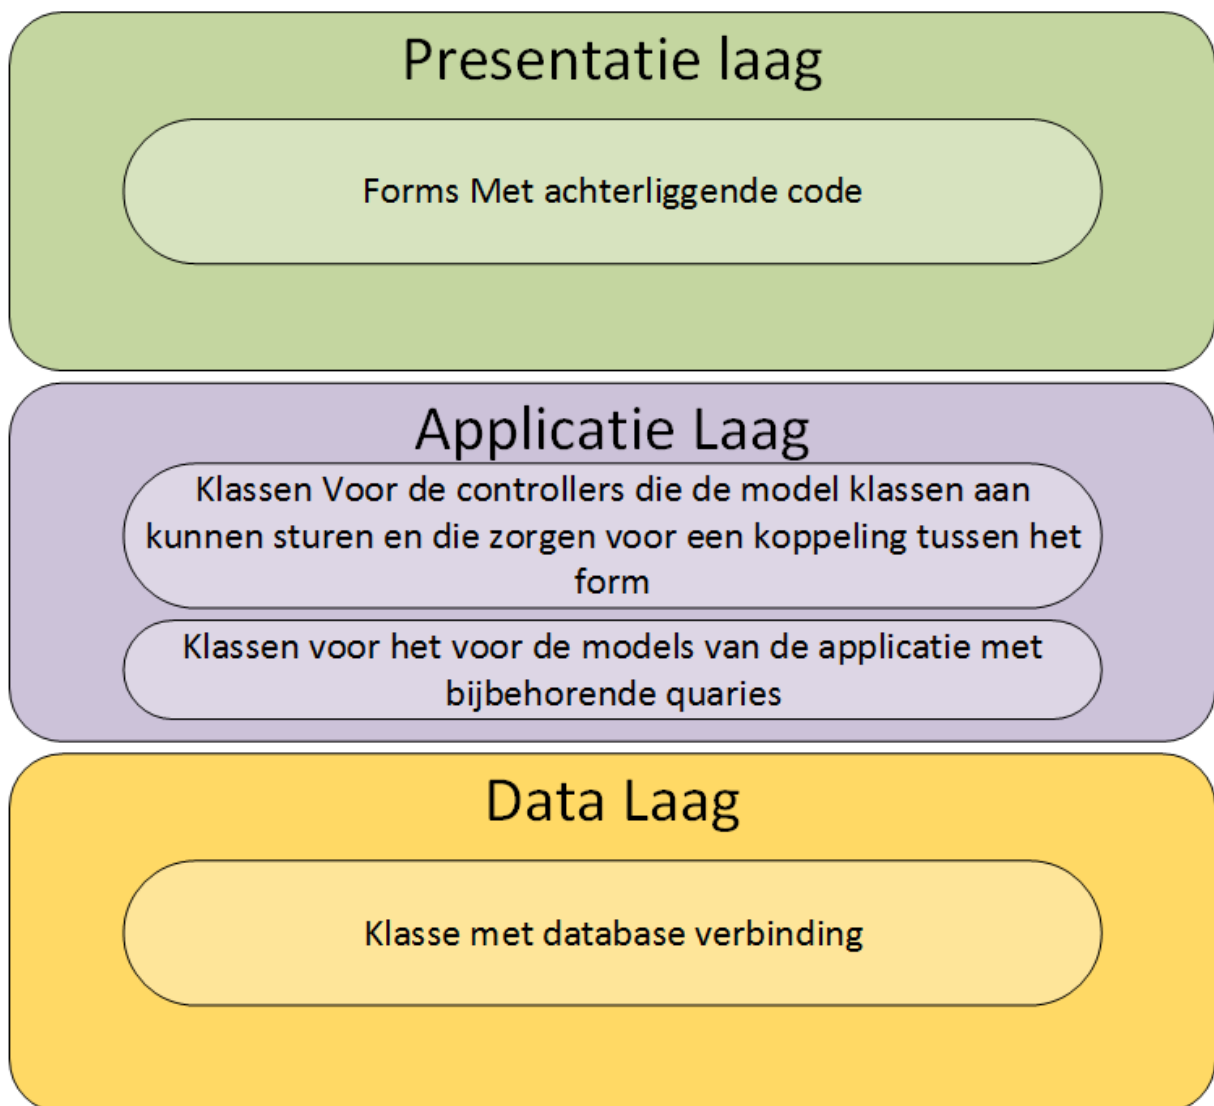 Presentatie laag
Forms Met achterliggende code
Applicatie Laag
Klassen Voor de controllers die de model klassen aan
kunnen sturen en die zorgen voor een koppeling tussen het
form
Klassen voor het voor de models van de applicatie met
bijbehorende quaries
Data Laag
Klasse met database verbinding